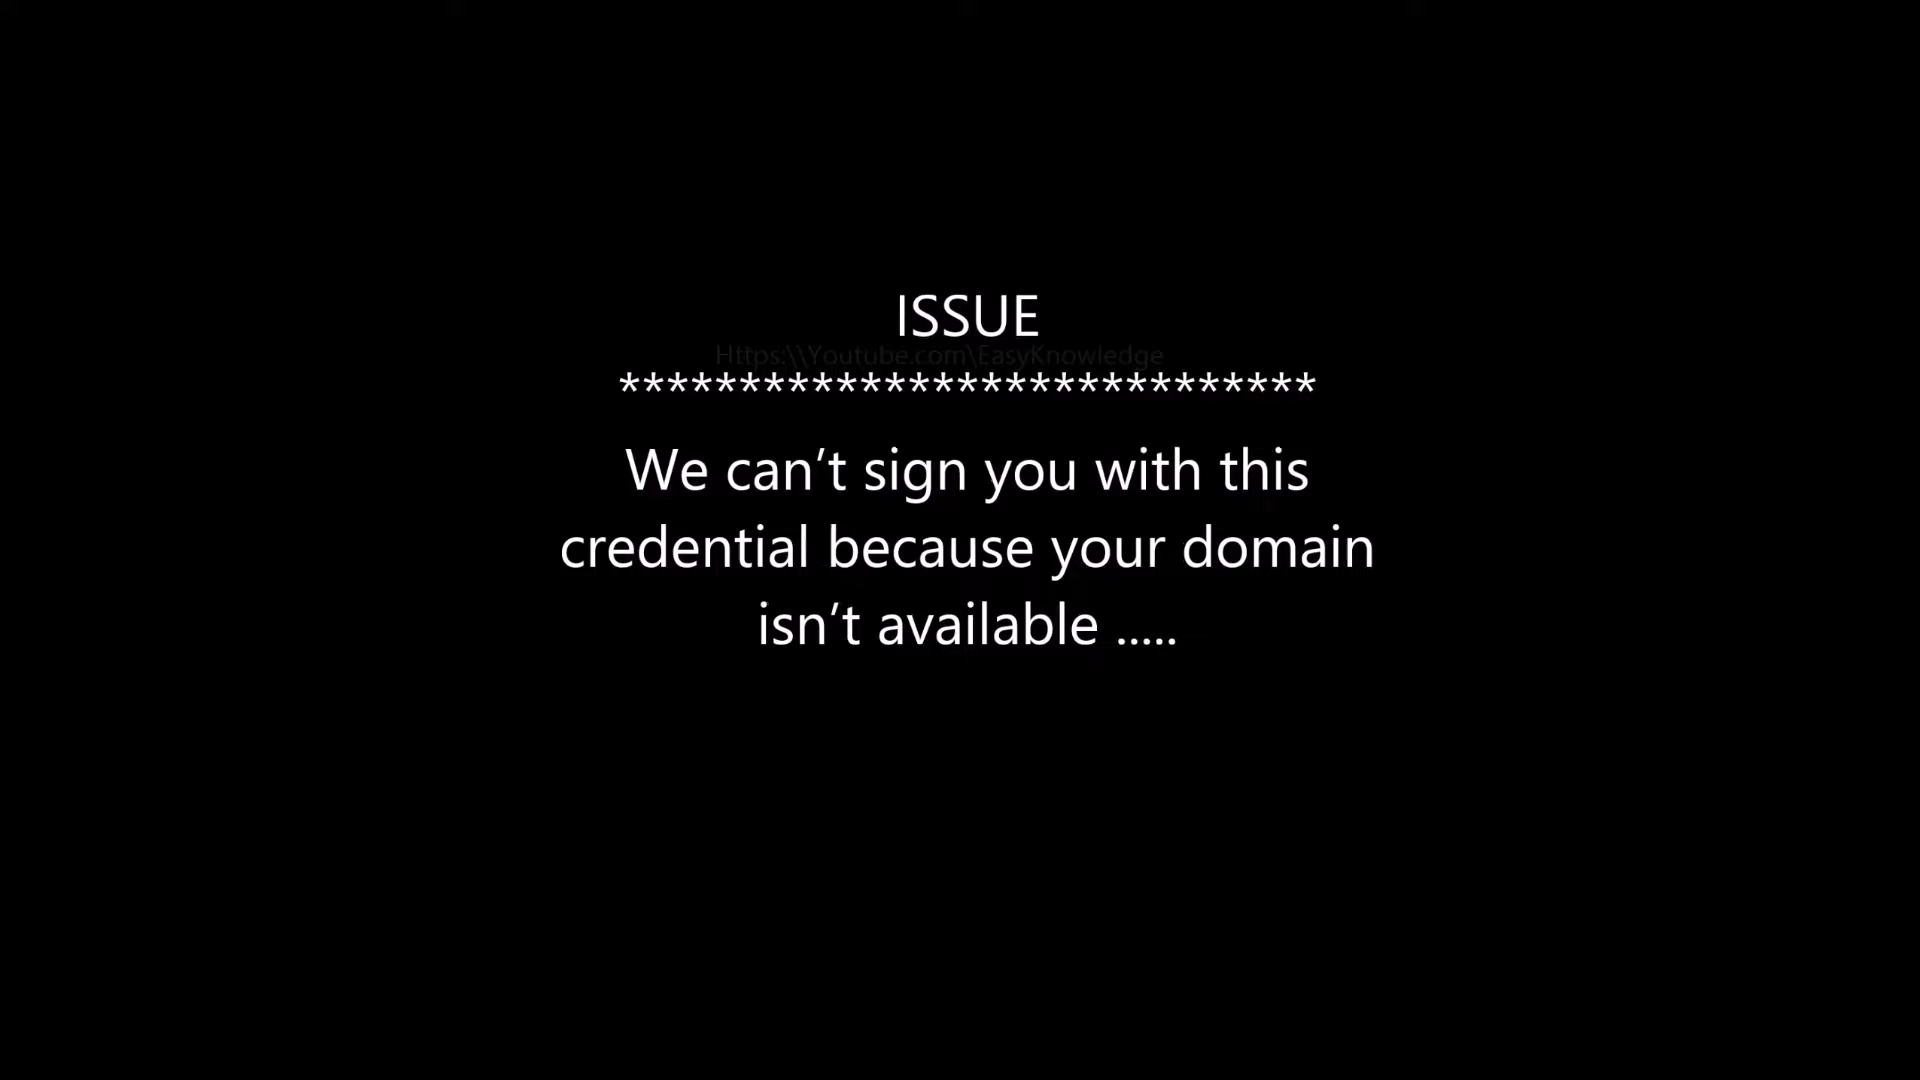 ISSUE
Https:\\Youtube.com\EasyKnowledge
*****************************
We can’t sign you with this
credential because your domain
isn’t available .....